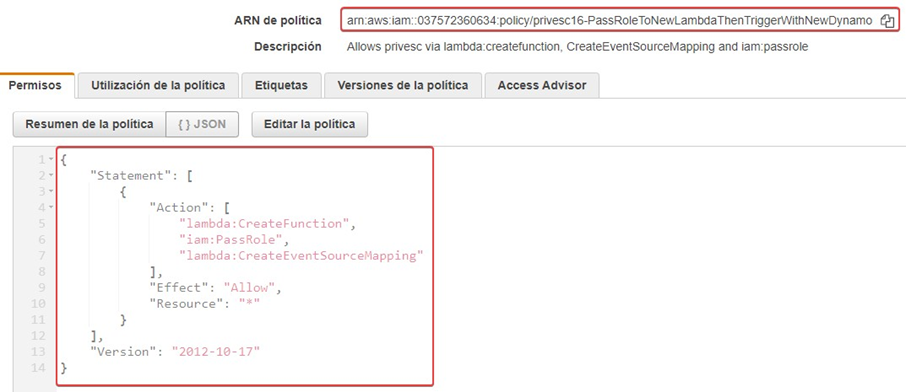 ARN de política arn:aws:iam::037572360634:policy/privesc16-PassRoleToNewLambdaThenTriggerWithNewDynamo
Descripción Allows privesc via lambda:createfunction, CreateEventSourceMapping and iam:passrole
Permisos Utilización de la política Etiquetas Versiones de la política Access Advisor
Resumen de la política { } JSON Editar la política
1 {
2 "Statement": [
3 {
4 "Action": [
5 "lambda:CreateFunction",
6 "iam:PassRole",
7 "lambda:CreateEventSourceMapping"
8 ],
9 "Effect": "Allow",
10 "Resource": "*"
11 }
12 ],
13 "Version": "2012-10-17"
14 }